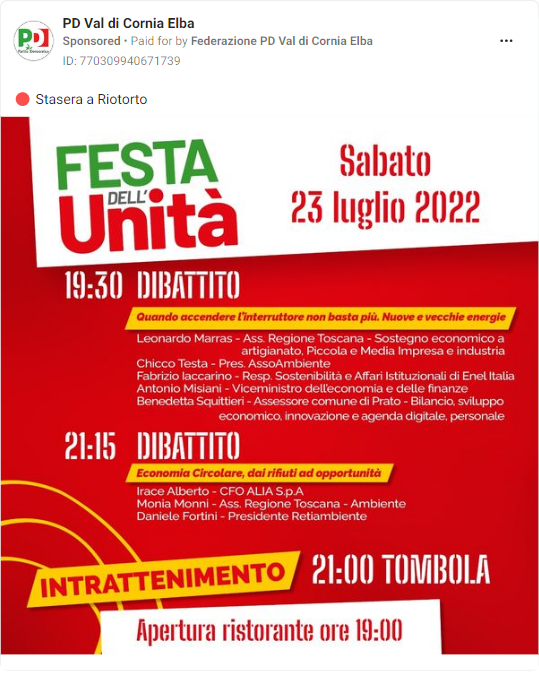 PD Val di Cornia Elba
Sponsored • Paid for by Federazione PD Val di Cornia Elba
ID: 770309940671739
PD
Partito Democratico
Stasera a Riotorto
FESTA
DELL'
Unità
Sabato
23 luglio 2022
19:30 DIBATTITO
Quando accendere l'interruttore non basta più. Nuove e vecchie energie
Leonardo Marras - Ass. Regione Toscana - Sostegno economico a
artigianato, Piccola e Media Impresa e industria
Chicco Testa - Pres. AssoAmbiente
Fabrizio Iaccarino - Resp. Sostenibilità e Affari Istituzionali di Enel Italia
Antonio Misiani - Viceministro dell'economia e delle finanze
Benedetta Squittieri - Assessore comune di Prato - Bilancio, sviluppo
economico, innovazione e agenda digitale, personale
21:15 DIBATTITO
Economia Circolare, dai rifiuti ad opportunità
Irace Alberto - CFO ALIA S.p.A
Monia Monni - Ass. Regione Toscana - Ambiente
Daniele Fortini - Presidente Retiambiente
INTRATTENIMENTO 21:00 TOMBOLA
Apertura ristorante ore 19:00